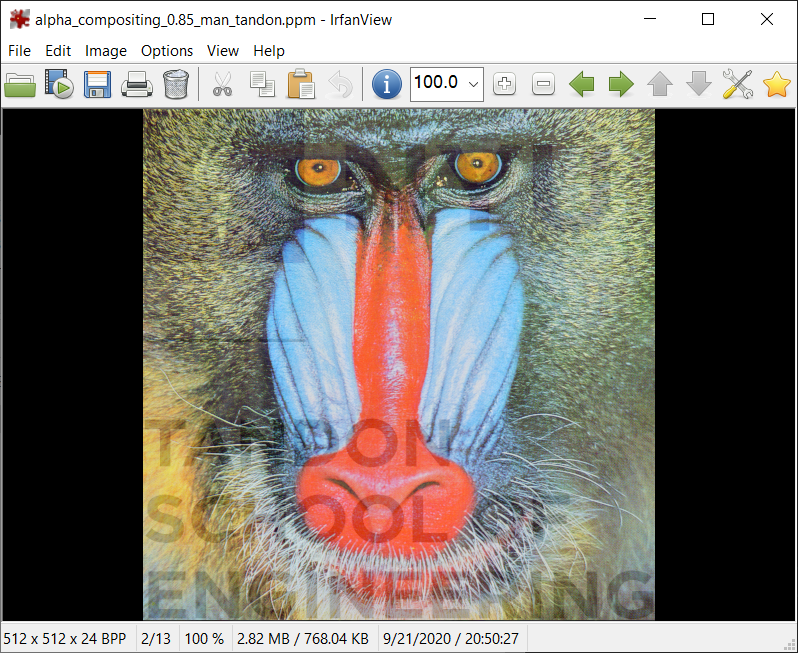 alpha_compositing_0.85_man_tandon.ppm - IrfanView
File Edit Image Options View Help
100.0
NYU
TANDON
SCHOOL OF
ENGINEERING
512 x 512 x 24 BPP 2/13 100 % 2.82 MB / 768.04 KB 9/21/2020 / 20:50:27